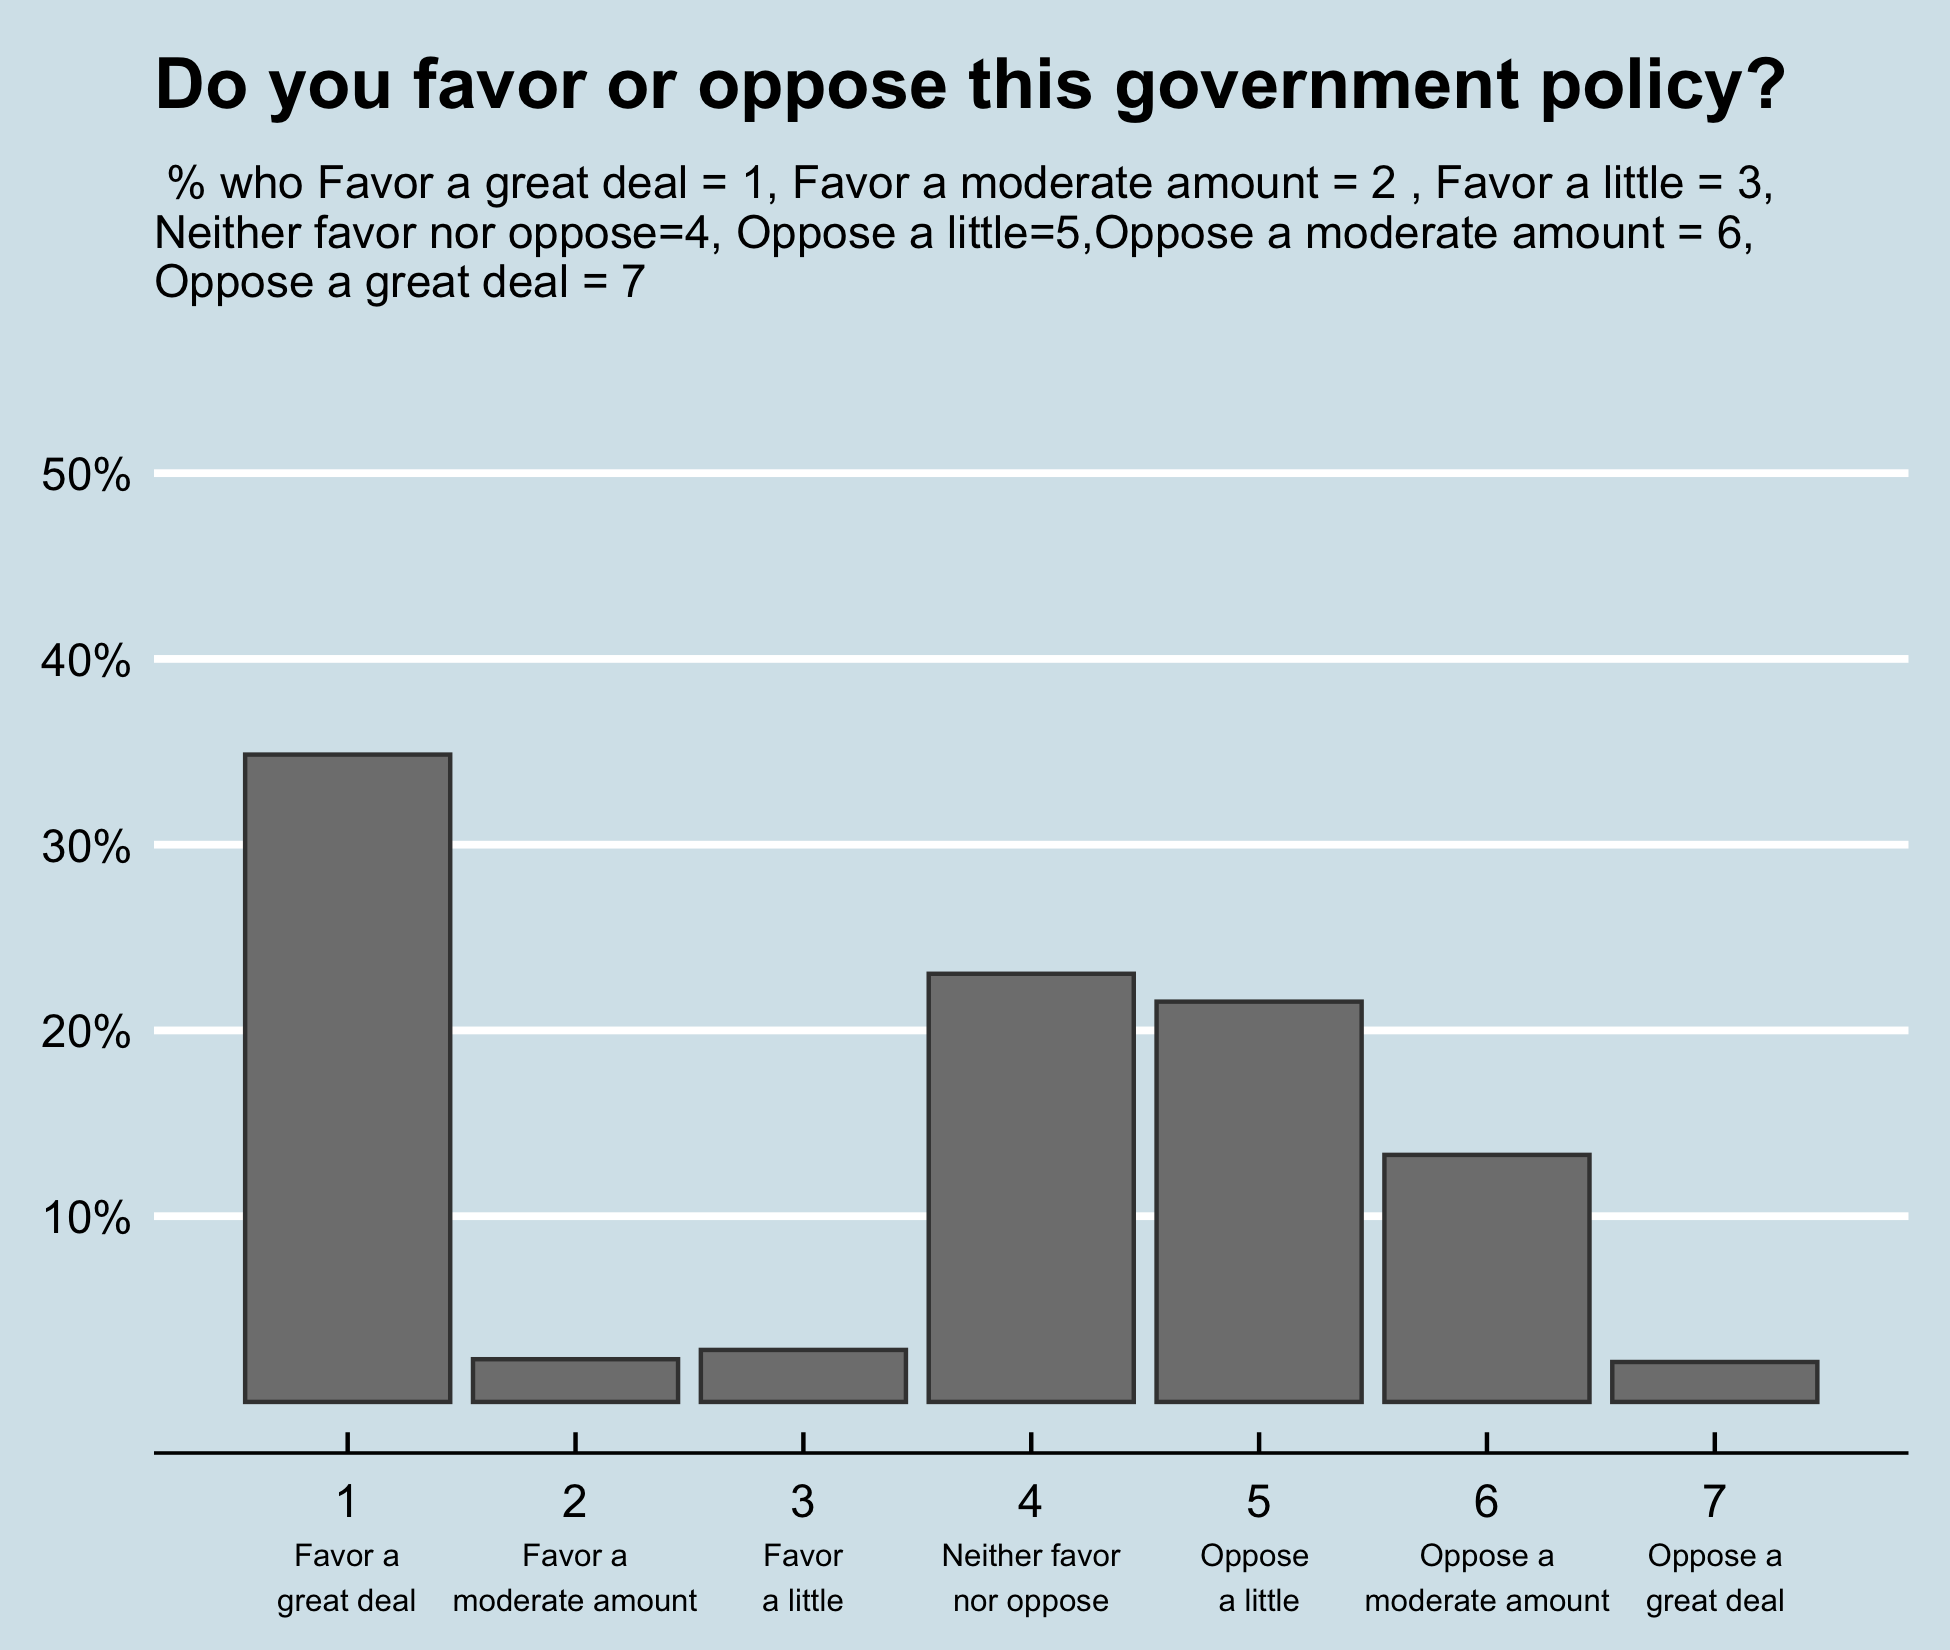 Do you favor or oppose this government policy?
% who Favor a great deal = 1, Favor a moderate amount = 2 , Favor a little = 3,
Neither favor nor oppose=4, Oppose a little=5,Oppose a moderate amount = 6,
Oppose a great deal = 7
50%
40%
30%
20%
10%
1 2 3 4 5 6 7
Favor a Favor a Favor Neither favor Oppose Oppose a Oppose a
great deal moderate amount a little nor oppose a little moderate amount great deal